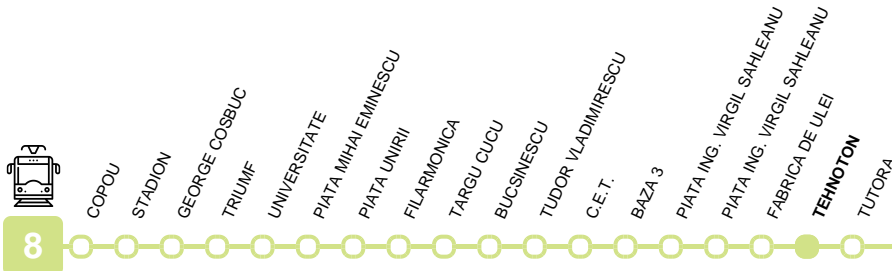 8
COPOU
STADION
GEORGE COSBUC
TRIUMF
UNIVERSITATE
PIATA MIHAI EMINESCU
PIATA UNIRII
FILARMONICA
TARGU CUCU
BUCSINESCU
TUDOR VLADIMIRESCU
C.E.T.
BAZA 3
PIATA ING. VIRGIL SAHLEANU
PIATA ING. VIRGIL SAHLEANU
FABRICA DE ULEI
TEHNOTON
TUTORA